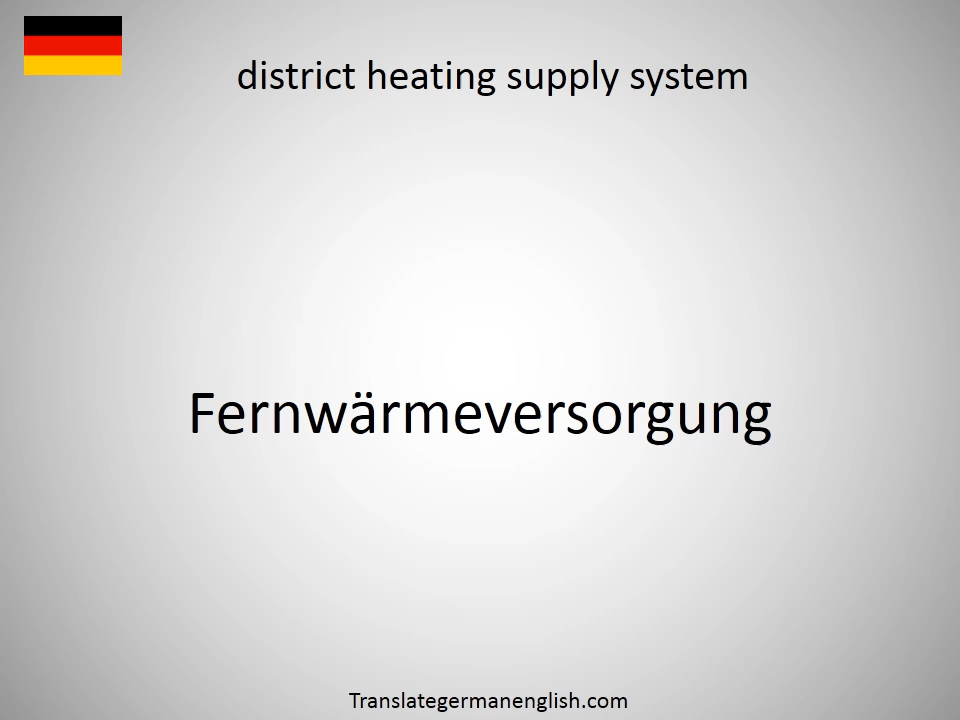 district heating supply system
Fernwärmeversorgung
Translategermanenglish.com